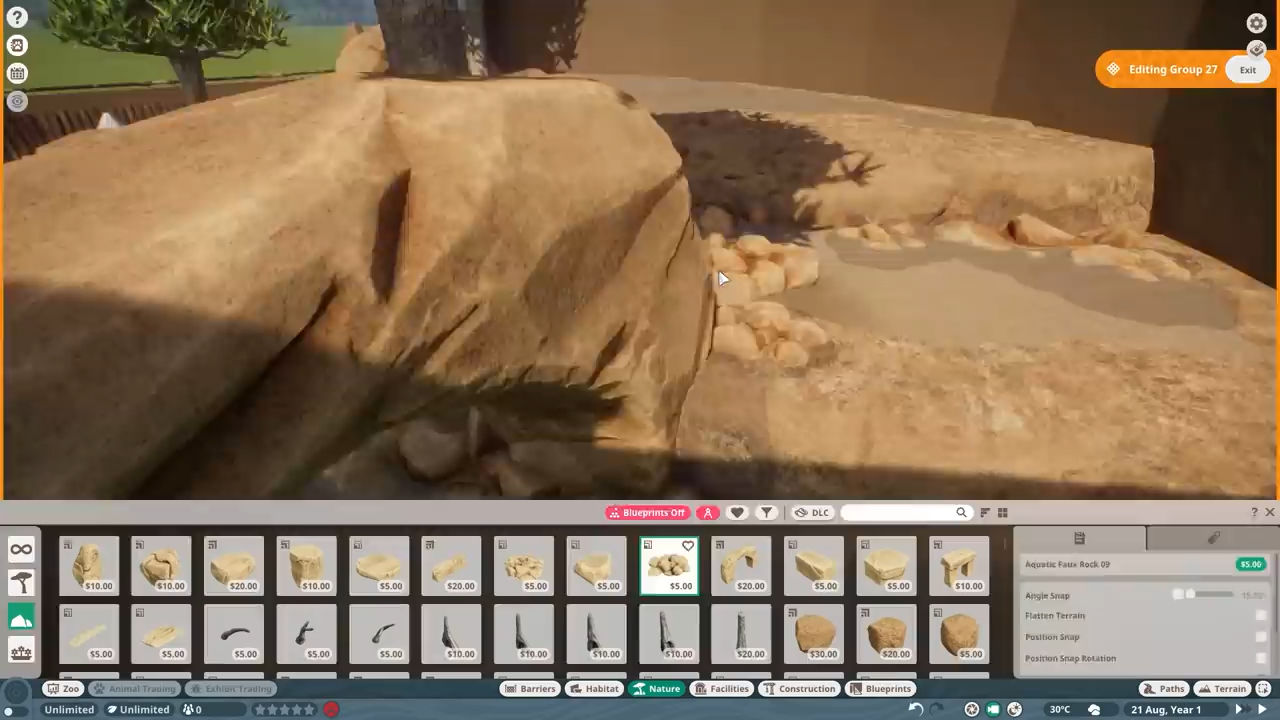 ?
Editing Group 27 Exit
Blueprints Off DLC ? ×
$10.00 $10.00 $20.00 $10.00 $5.00 $20.00 $5.00 $5.00 $5.00 $20.00 $5.00 $5.00 $10.00
$5.00 $5.00 $5.00 $5.00 $5.00 $10.00 $10.00 $10.00 $10.00 $20.00 $30.00 $20.00 $5.00
Aquatic Faux Rock 09 $5.00
Angle Snap
Flatten Terrain
Position Snap
Position Snap Rotation
Zoo Animal Trading Exhibit Trading Barriers Habitat Nature Facilities Construction Blueprints Paths Terrain
Unlimited Unlimited 0 30°C 21 Aug, Year 1